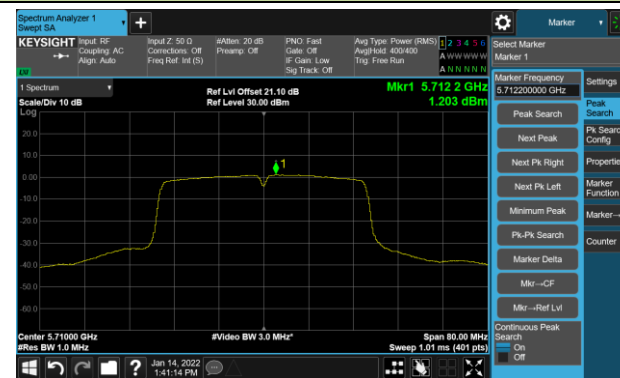 Spectrum Analyzer 1
Swept SA
KEYSIGHT
Input: RF
Coupling: AC
Align: Auto
Input Z: 50 Ω
Corrections: Off
Freq Ref: Int (S)
#Atten: 20 dB
Preamp: Off
PNO: Fast
Gate: Off
IF Gain: Low
Sig Track: Off
Avg Type: Power (RMS)
Avg|Hold: 400/400
Trig: Free Run
1 2 3 4 5 6
A W W W W W
A N N N N N
1 Spectrum
Scale/Div 10 dB
Log
Ref Lvl Offset 21.10 dB
Ref Level 30.00 dBm
Mkr1 5.712 2 GHz
1.203 dBm
1
20.0
10.0
0.00
-10.0
-20.0
-30.0
-40.0
-50.0
-60.0
Center 5.71000 GHz
#Res BW 1.0 MHz
#Video BW 3.0 MHz*
Span 80.00 MHz
Sweep 1.01 ms (401 pts)
?
Jan 14, 2022
1:41:14 PM
Marker
Select Marker
Marker 1
Marker Frequency
5.712200000 GHz
Peak Search
Next Peak
Next Pk Right
Next Pk Left
Minimum Peak
Pk-Pk Search
Marker Delta
Mkr→CF
Mkr→Ref Lvl
Continuous Peak
Search
On
Off
Settings
Peak
Search
Pk Search
Config
Properties
Marker
Function
Marker→
Counter